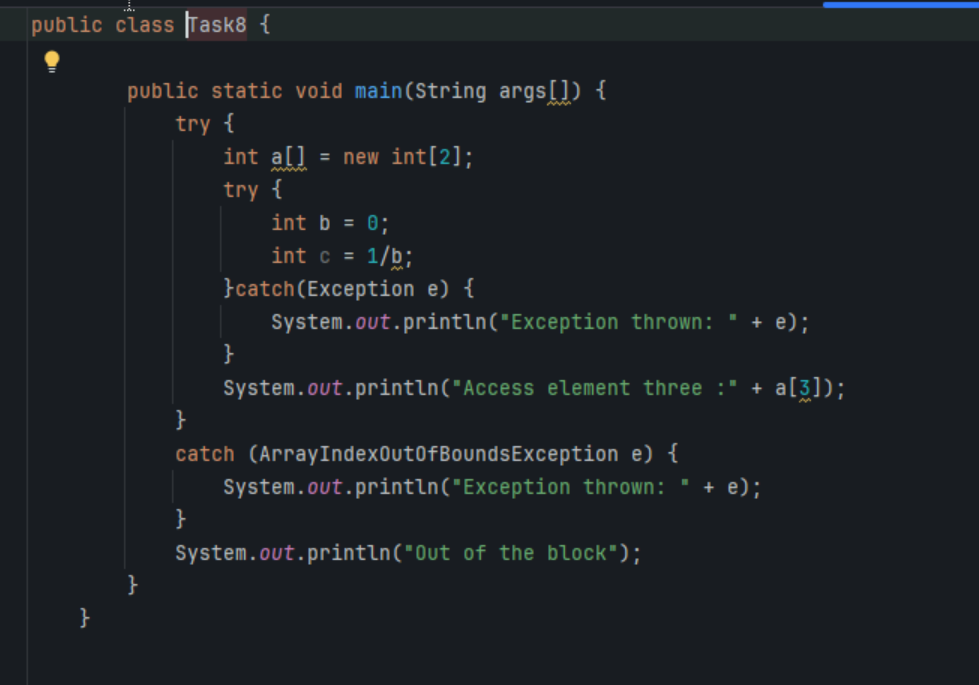 public class Task8 {
public static void main(String args[]) {
try {
int a[] = new int[2];
try {
int b = 0;
int c = 1/b;
}catch(Exception e) {
System.out.println("Exception thrown: " + e);
}
System.out.println("Access element three :" + a[3]);
}
catch (ArrayIndexOutOfBoundsException e) {
System.out.println("Exception thrown: " + e);
}
System.out.println("Out of the block");
}
}